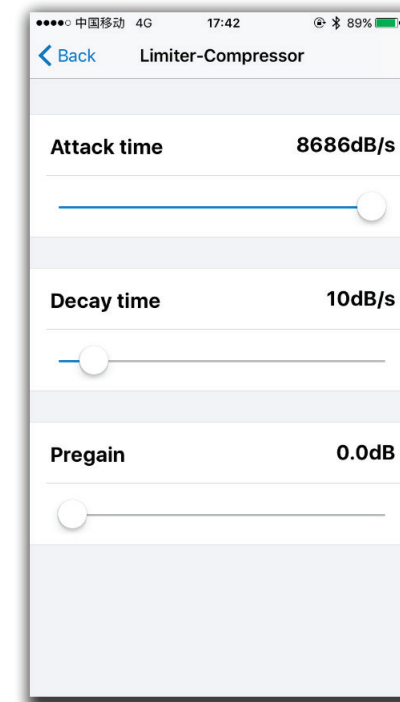 中国移动 4G 17:42 89%
Back Limiter-Compressor
Attack time 8686dB/s
Decay time 10dB/s
Pregain 0.0dB